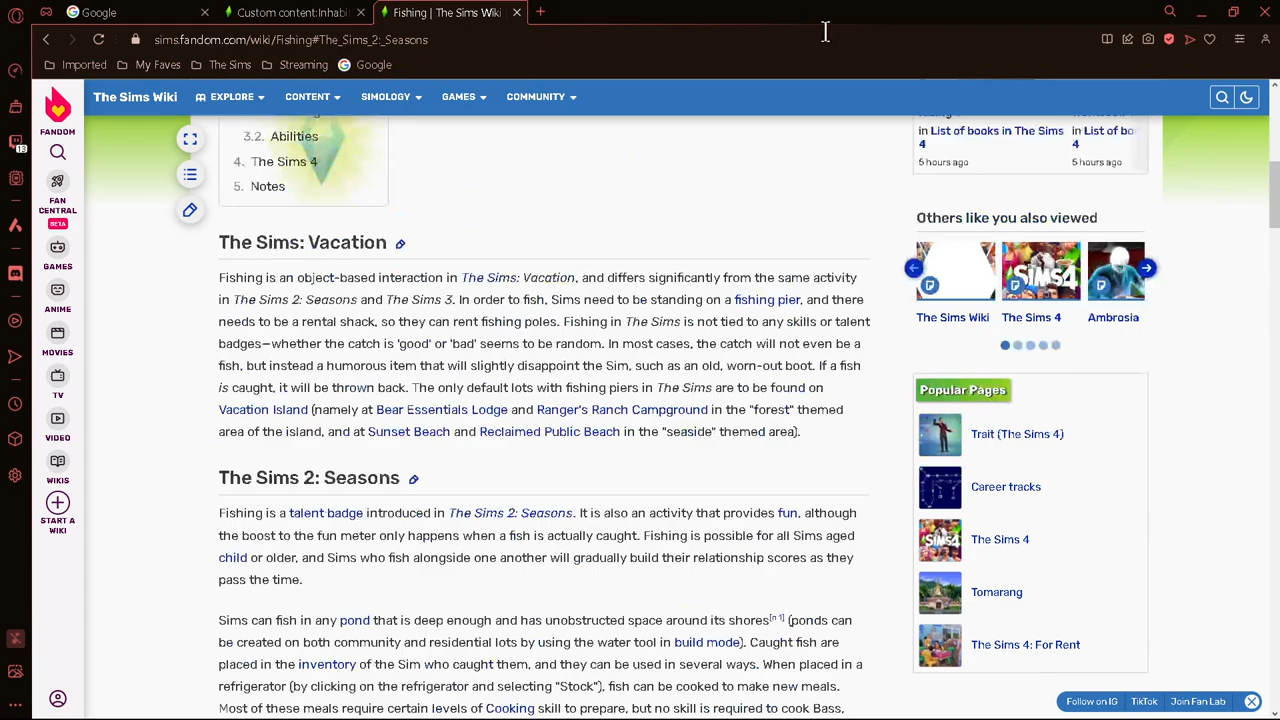 Google
Custom content:Inhabi
Fishing | The Sims Wiki
sims.fandom.com/wiki/Fishing#The_Sims_2:_Seasons
Imported
My Faves
The Sims
Streaming
Google
13
FANDOM
FAN CENTRAL
BETA
GAMES
ANIME
MOVIES
TV
VIDEO
WIKIS
START A WIKI
The Sims Wiki
EXPLORE
CONTENT
SIMOLOGY
GAMES
COMMUNITY
3.2. Abilities
4. The Sims 4
5. Notes
The Sims: Vacation
Fishing is an object-based interaction in The Sims: Vacation, and differs significantly from the same activity
in The Sims 2: Seasons and The Sims 3. In order to fish, Sims need to be standing on a fishing pier, and there
needs to be a rental shack, so they can rent fishing poles. Fishing in The Sims is not tied to any skills or talent
badges—whether the catch is 'good' or 'bad' seems to be random. In most cases, the catch will not even be a
fish, but instead a humorous item that will slightly disappoint the Sim, such as an old, worn-out boot. If a fish
is caught, it will be thrown back. The only default lots with fishing piers in The Sims are to be found on
Vacation Island (namely at Bear Essentials Lodge and Ranger's Ranch Campground in the "forest" themed
area of the island, and at Sunset Beach and Reclaimed Public Beach in the "seaside" themed area).
The Sims 2: Seasons
Fishing is a talent badge introduced in The Sims 2: Seasons. It is also an activity that provides fun, although
the boost to the fun meter only happens when a fish is actually caught. Fishing is possible for all Sims aged
child or older, and Sims who fish alongside one another will gradually build their relationship scores as they
pass the time.
Sims can fish in any pond that is deep enough and has unobstructed space around its shores[n 1] (ponds can
be created on both community and residential lots by using the water tool in build mode). Caught fish are
placed in the inventory of the Sim who caught them, and they can be used in several ways. When placed in a
refrigerator (by clicking on the refrigerator and selecting "Stock"), fish can be cooked to make new meals.
Most of these meals require certain levels of Cooking skill to prepare, but no skill is required to cook Bass,
in List of books in The Sims
4
5 hours ago
in List of bo
4
5 hours ago
Others like you also viewed
The Sims Wiki
The Sims 4
Ambrosia
Popular Pages
Trait (The Sims 4)
Career tracks
The Sims 4
Tomarang
The Sims 4: For Rent
Follow on IG
TikTok
Join Fan Lab